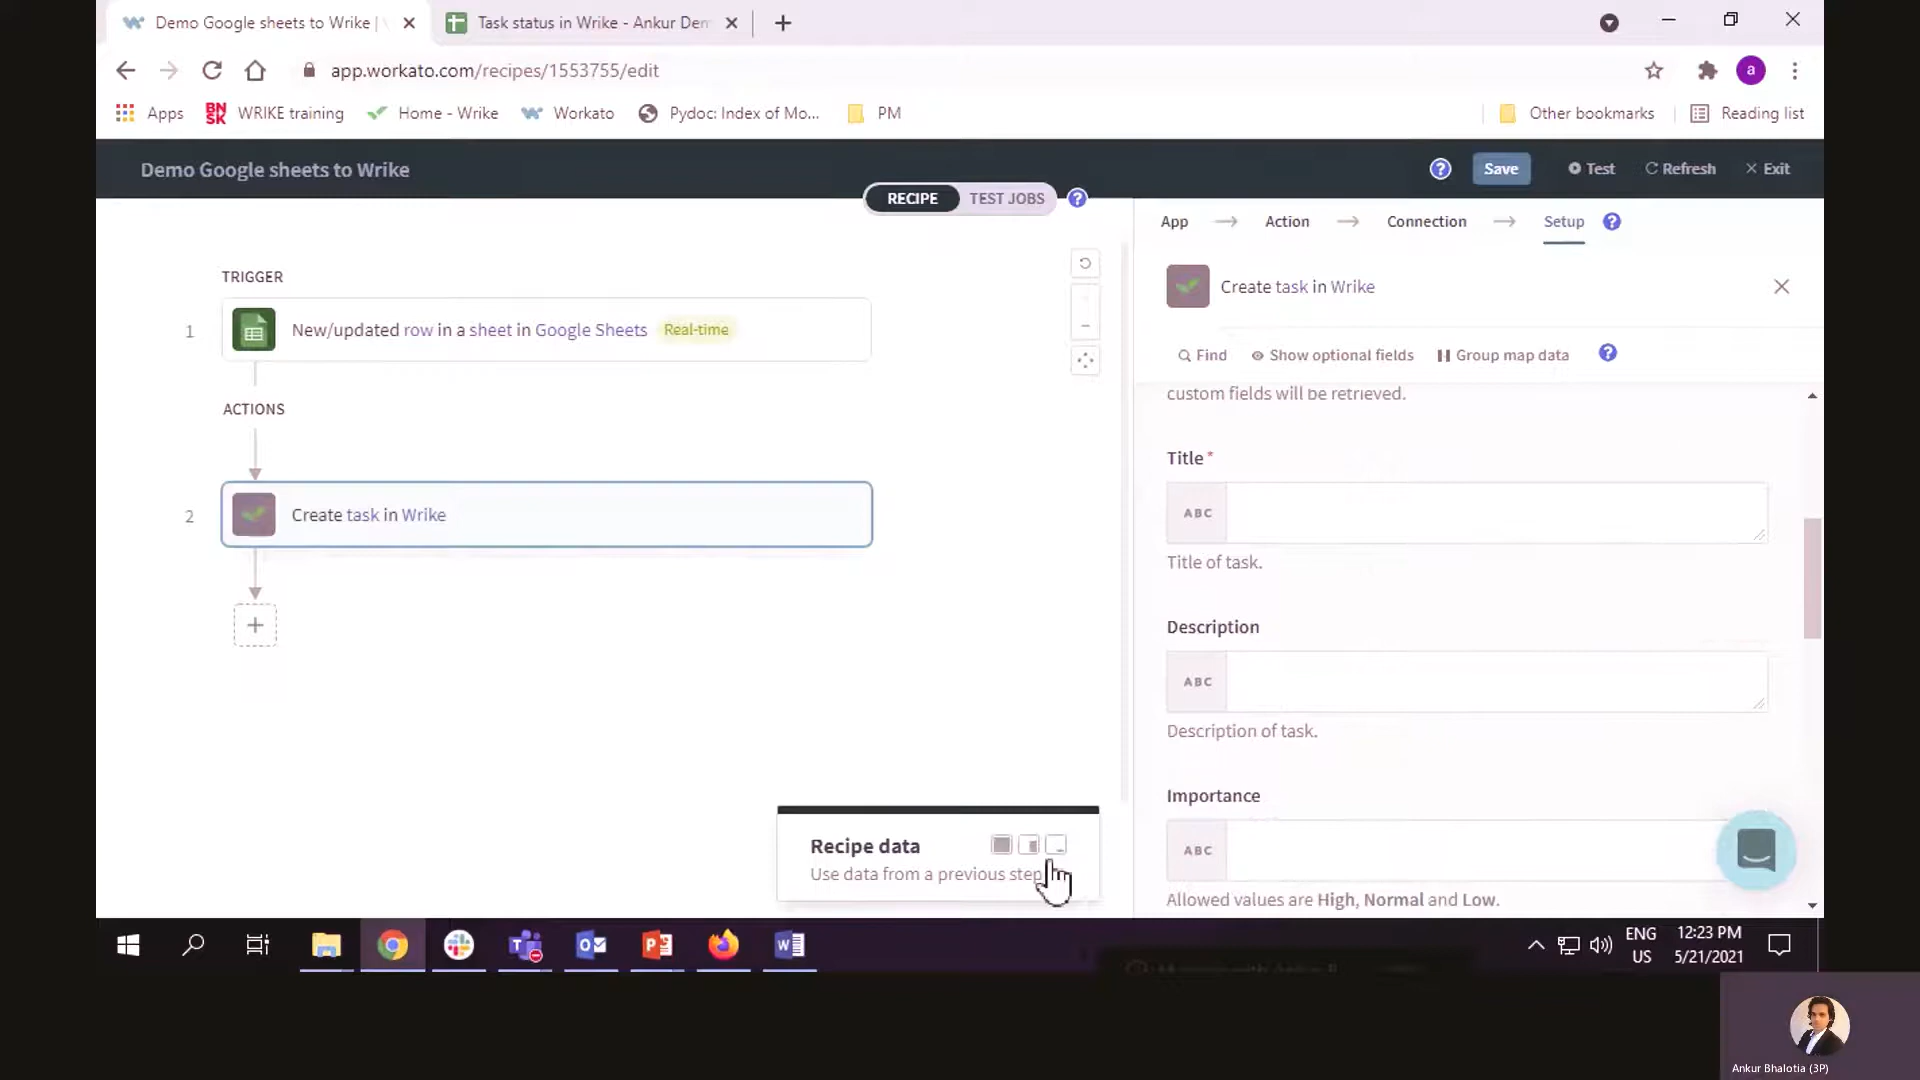 Demo Google sheets to Wrike |
Task status in Wrike - Ankur Dem
app.workato.com/recipes/1553755/edit
a
Apps
BN
SK
WRIKE training
Home - Wrike
Workato
Pydoc: Index of Mo...
PM
Other bookmarks
Reading list
Demo Google sheets to Wrike
?
Save
Test
Refresh
Exit
RECIPE
TEST JOBS
?
App
Action
Connection
Setup
?
TRIGGER
1
New/updated row in a sheet in Google Sheets
Real-time
ACTIONS
2
Create task in Wrike
Create task in Wrike
Find
Show optional fields
Group map data
?
custom fields will be retrieved.
Title*
ABC
Title of task.
Description
ABC
Description of task.
Importance
ABC
Allowed values are High, Normal and Low.
Recipe data
Use data from a previous step
ENG
US
12:23 PM
5/21/2021
Ankur Bhalotia (3P)